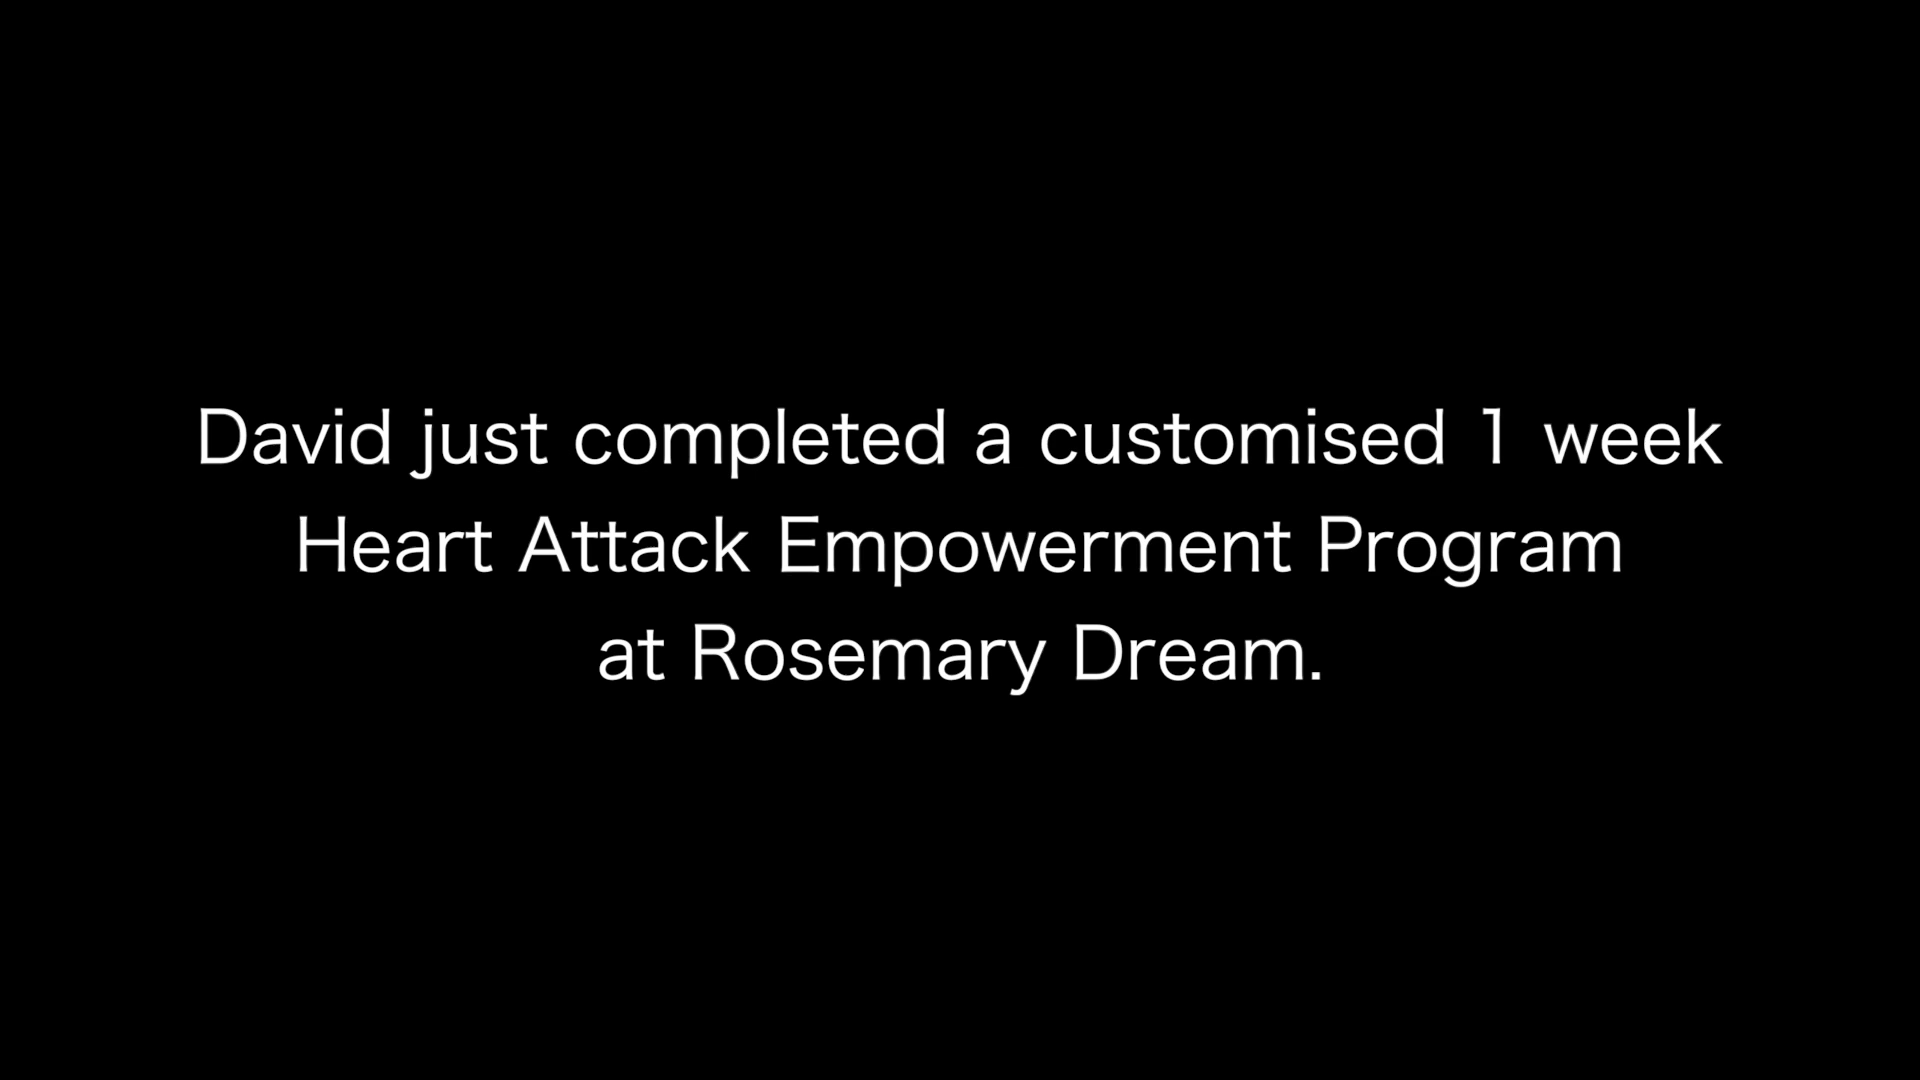 David just completed a customised 1 week
Heart Attack Empowerment Program
at Rosemary Dream.